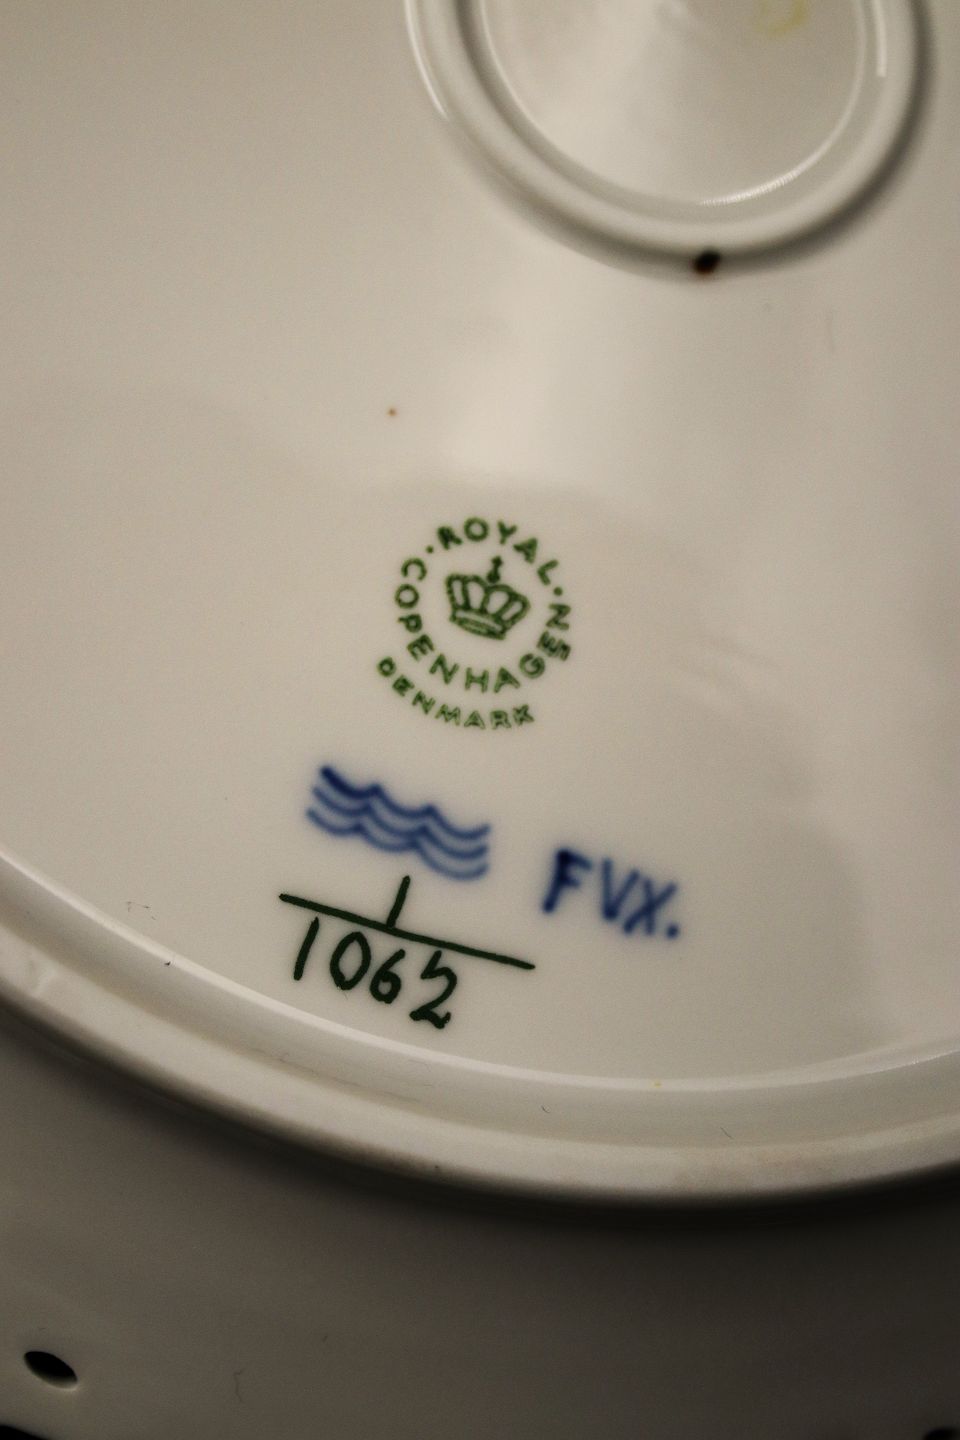 ROYAL
COPENHAGEN
DENMARK
FVX.
1
1062